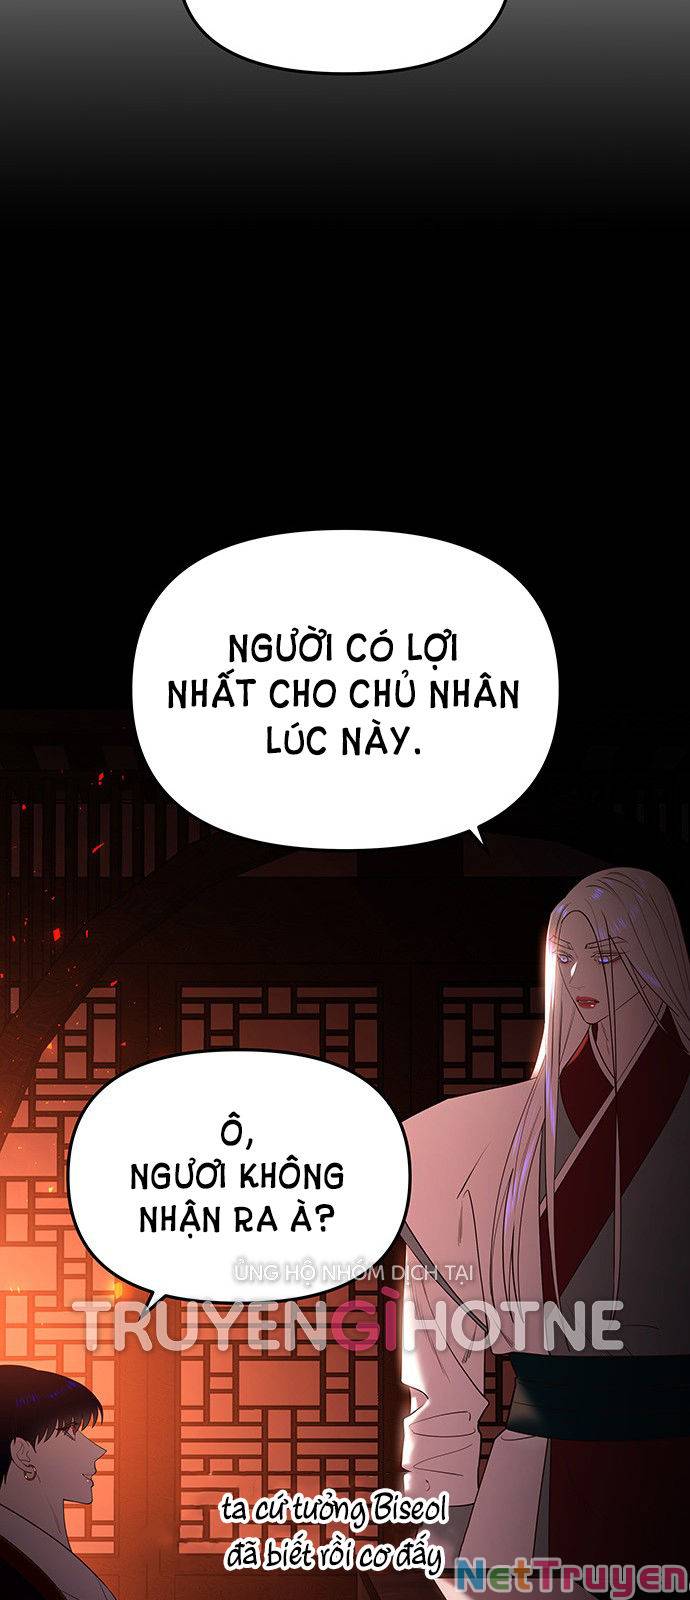 NGƯỜI CÓ LỢI
NHẤT CHO CHỦ NHÂN
LÚC NÀY.
Ô,
NGƯƠI KHÔNG
NHẬN RA À?
ỦNG HỘ NHÓM DỊCH TẠI
TRUYENGÌHOTNE
ta cứ tưởng Biseol
đã biết rồi cơ đấy
NetTruyen